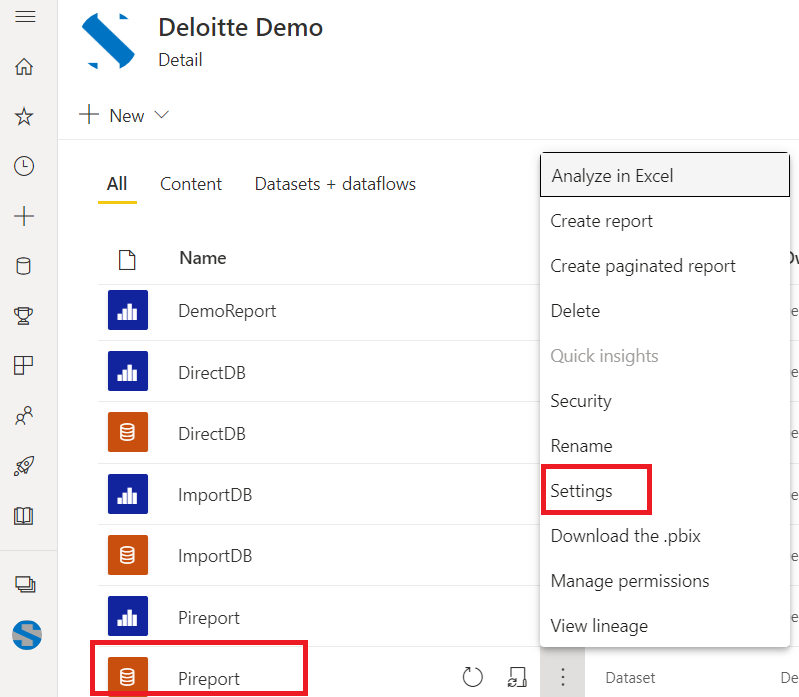 Deloitte Demo
Detail
New
All Content Datasets + dataflows
Name
DemoReport
DirectDB
DirectDB
ImportDB
ImportDB
Pireport
Pireport
Dataset
Analyze in Excel
Create report
Create paginated report
Delete
Quick insights
Security
Rename
Settings
Download the .pbix
Manage permissions
View lineage